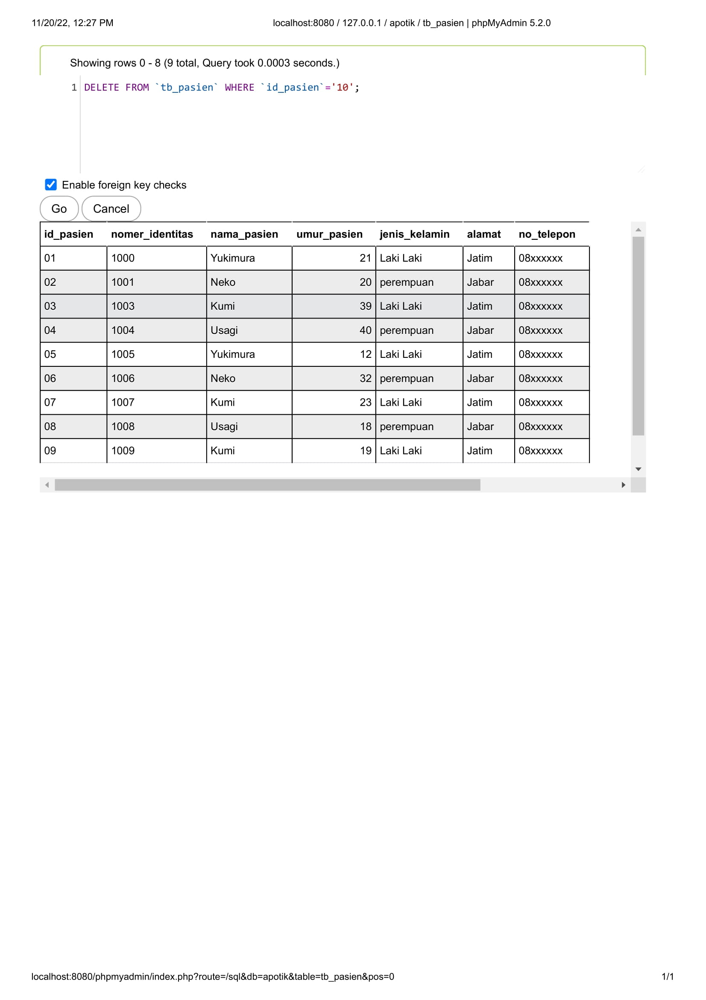 11/20/22, 12:27 PM localhost:8080 / 127.0.0.1 / apotik / tb_pasien | phpMyAdmin 5.2.0
Showing rows 0 - 8 (9 total, Query took 0.0003 seconds.)
1 DELETE FROM `tb_pasien` WHERE `id_pasien`='10';
Enable foreign key checks
Go Cancel
id_pasien nomer_identitas nama_pasien umur_pasien jenis_kelamin alamat no_telepon
01 1000 Yukimura 21 Laki Laki Jatim 08xxxxxx
02 1001 Neko 20 perempuan Jabar 08xxxxxx
03 1003 Kumi 39 Laki Laki Jatim 08xxxxxx
04 1004 Usagi 40 perempuan Jabar 08xxxxxx
05 1005 Yukimura 12 Laki Laki Jatim 08xxxxxx
06 1006 Neko 32 perempuan Jabar 08xxxxxx
07 1007 Kumi 23 Laki Laki Jatim 08xxxxxx
08 1008 Usagi 18 perempuan Jabar 08xxxxxx
09 1009 Kumi 19 Laki Laki Jatim 08xxxxxx
localhost:8080/phpmyadmin/index.php?route=/sql&db=apotik&table=tb_pasien&pos=0 1/1